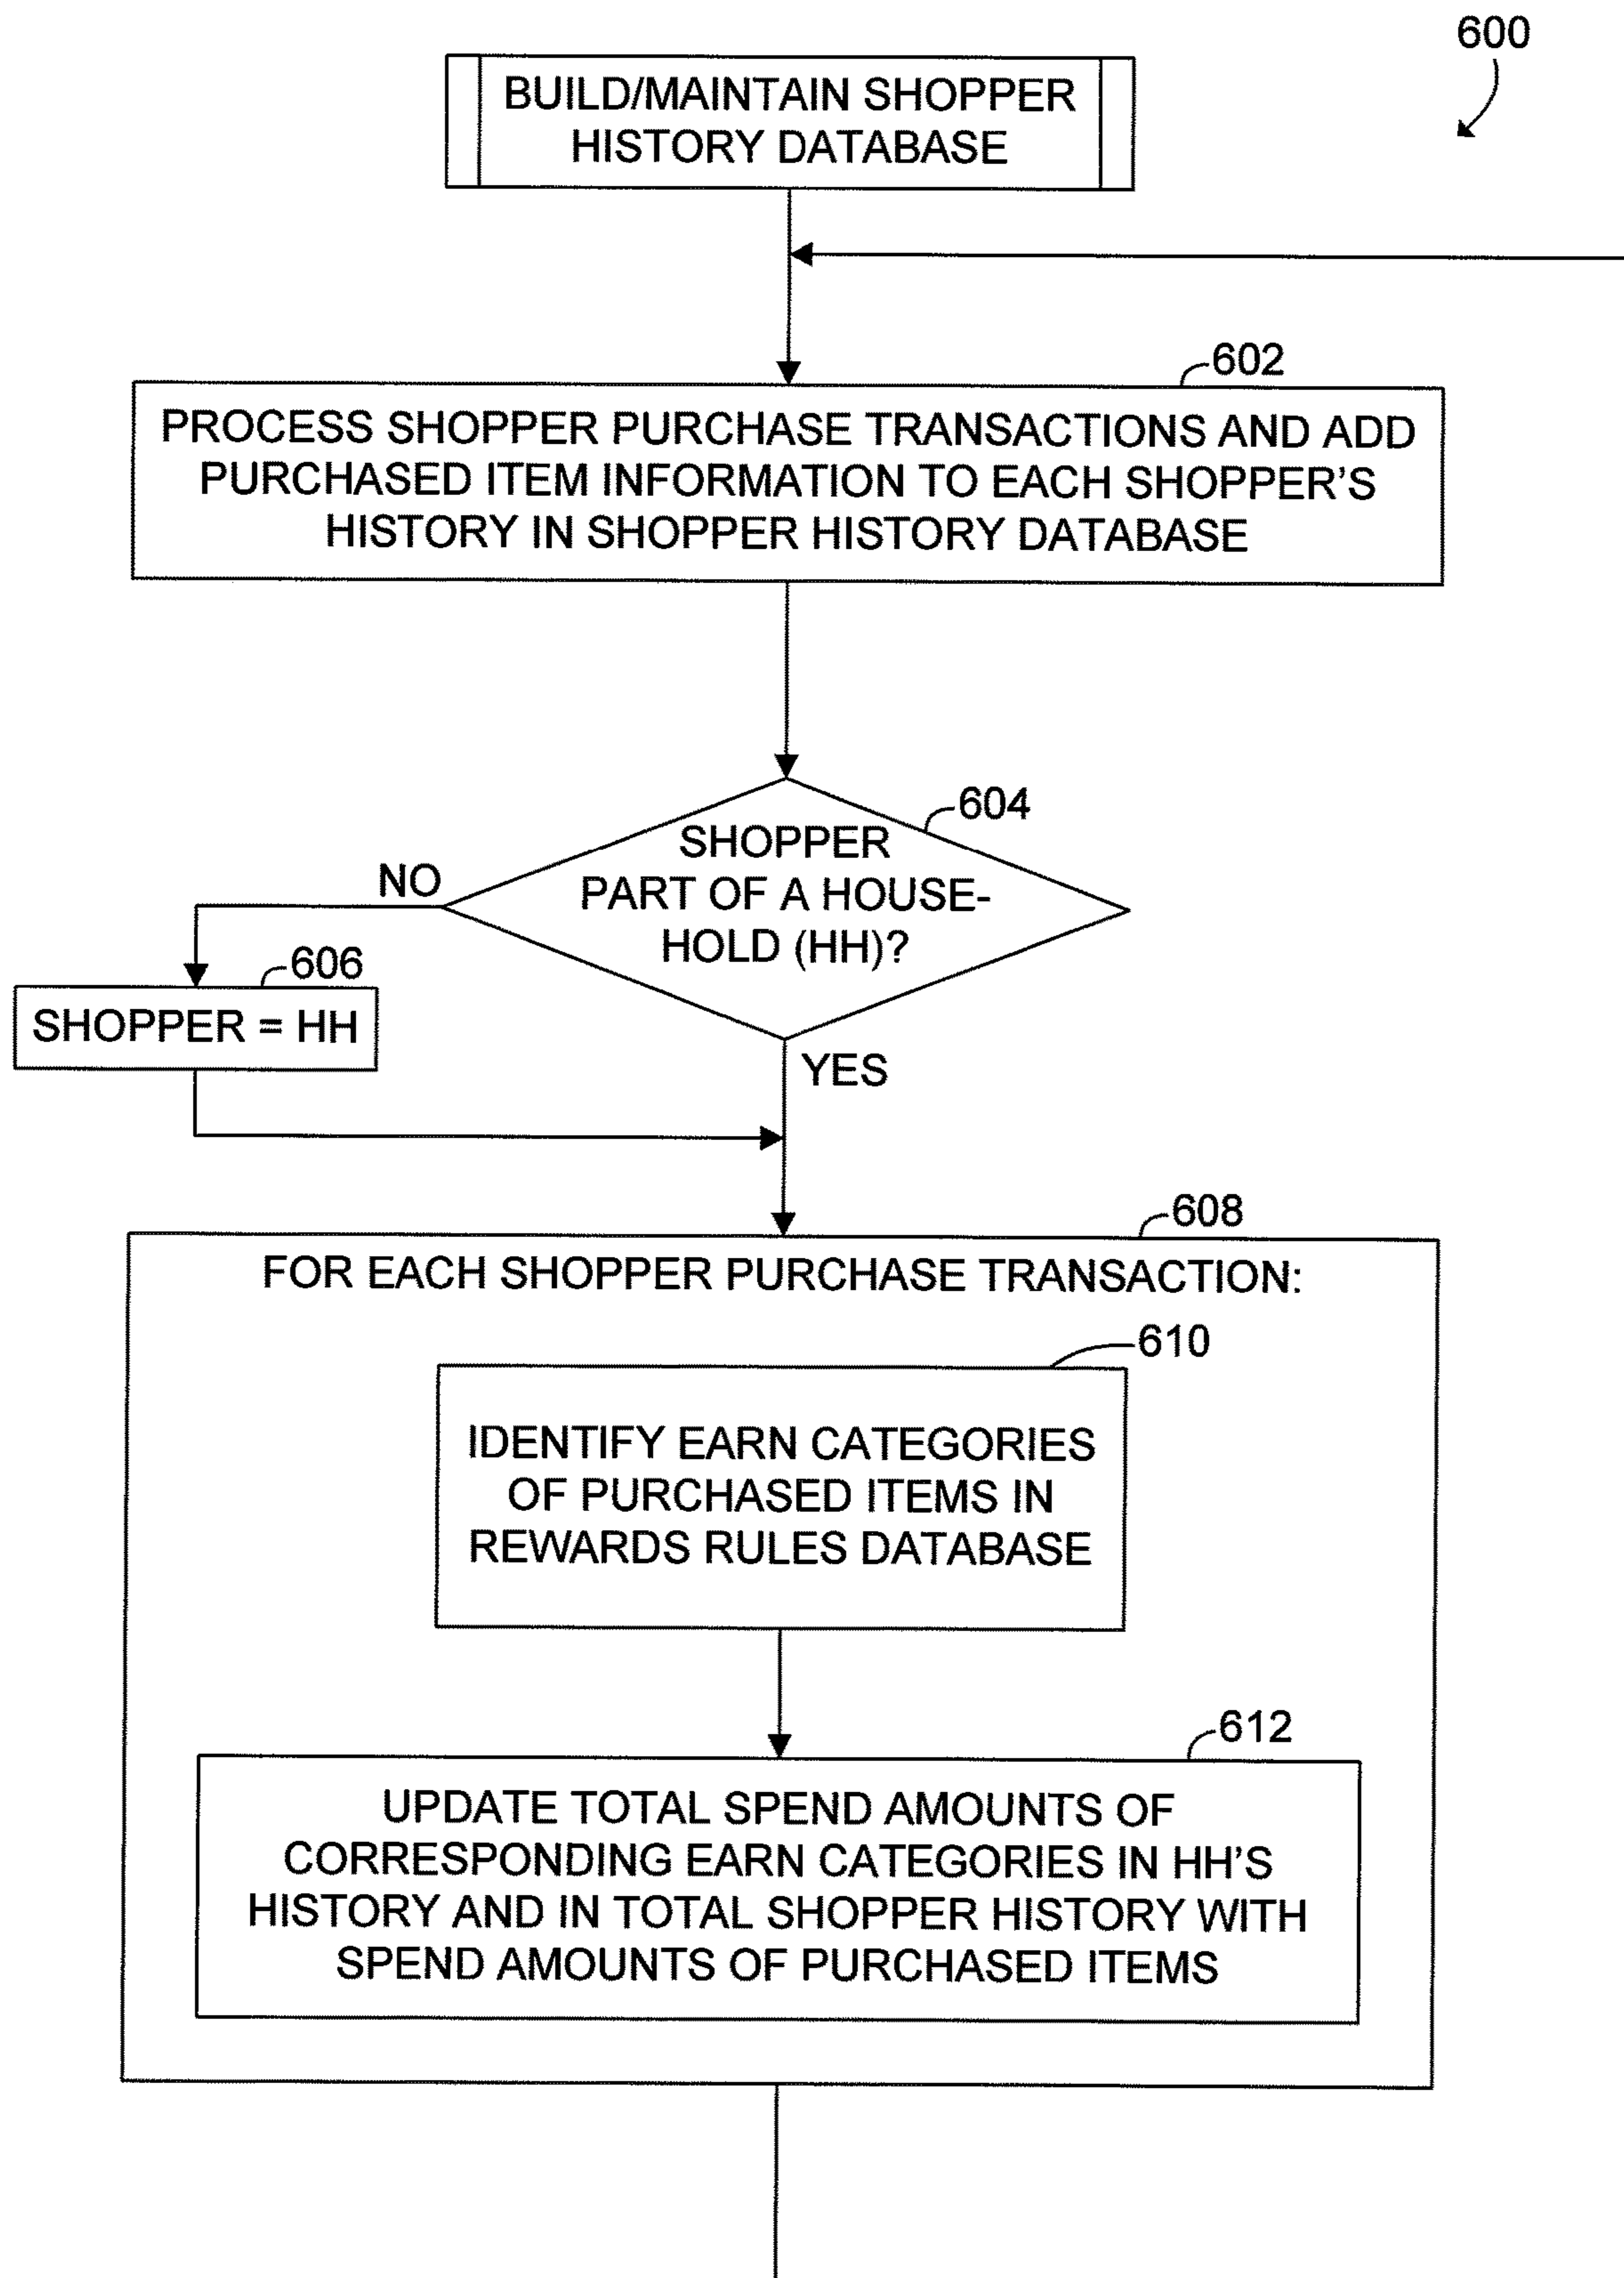 600
BUILD/MAINTAIN SHOPPER
HISTORY DATABASE
602
PROCESS SHOPPER PURCHASE TRANSACTIONS AND ADD
PURCHASED ITEM INFORMATION TO EACH SHOPPER'S
HISTORY IN SHOPPER HISTORY DATABASE
604
SHOPPER
PART OF A HOUSE-
HOLD (HH)?
NO
606
SHOPPER = HH
YES
608
FOR EACH SHOPPER PURCHASE TRANSACTION:
610
IDENTIFY EARN CATEGORIES
OF PURCHASED ITEMS IN
REWARDS RULES DATABASE
612
UPDATE TOTAL SPEND AMOUNTS OF
CORRESPONDING EARN CATEGORIES IN HH'S
HISTORY AND IN TOTAL SHOPPER HISTORY WITH
SPEND AMOUNTS OF PURCHASED ITEMS